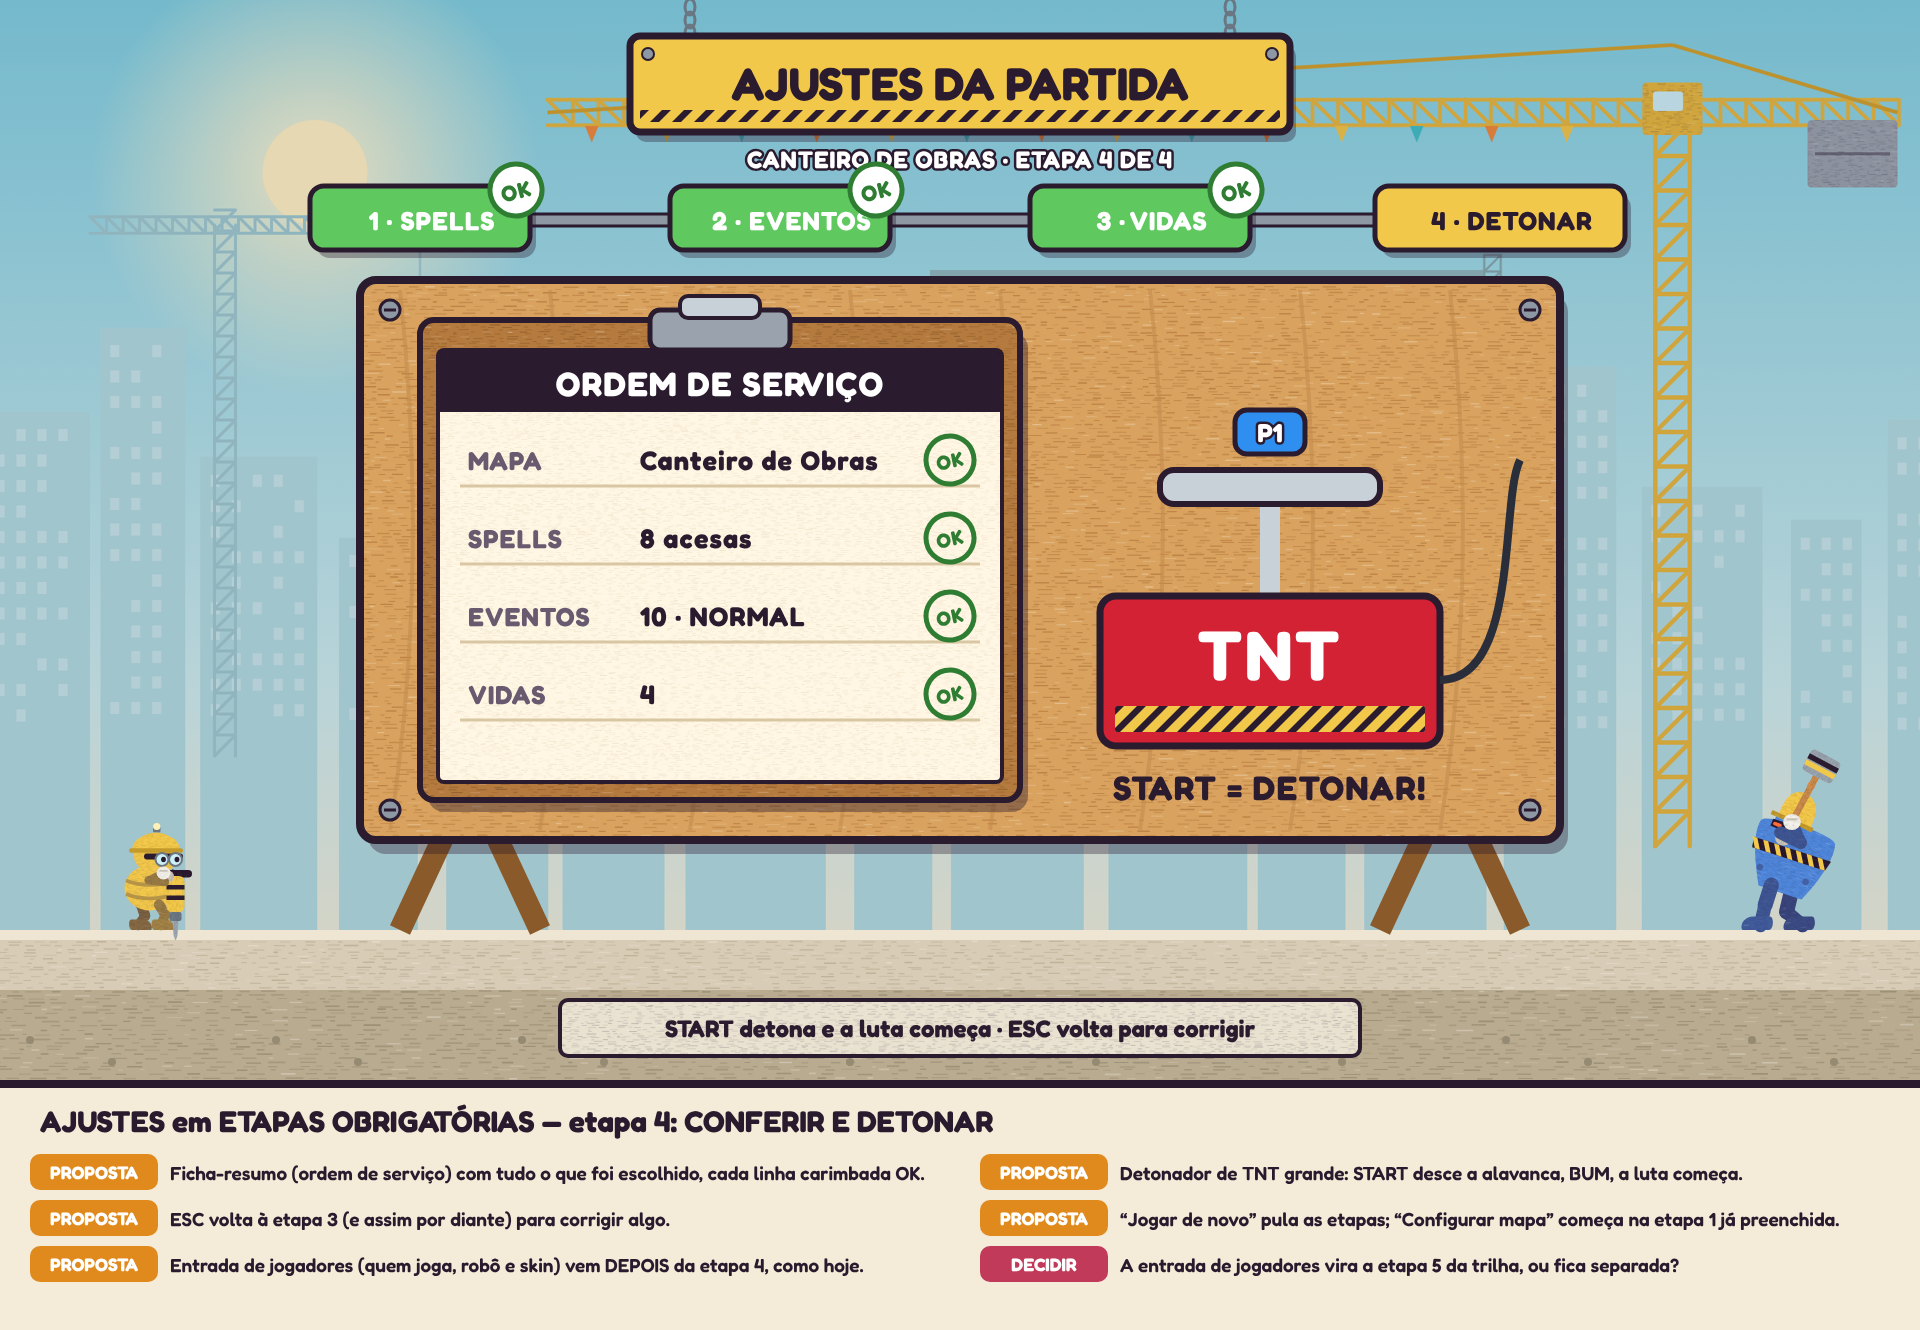 AJUSTES DA PARTIDA
CANTEIRO DE OBRAS · ETAPA 4 DE 4
1 · SPELLS OK
2 · EVENTOS OK
3 · VIDAS OK
4 · DETONAR
ORDEM DE SERVIÇO
MAPA Canteiro de Obras OK
SPELLS 8 acesas OK
EVENTOS 10 · NORMAL OK
VIDAS 4 OK
P1
TNT
START = DETONAR!
START detona e a luta começa · ESC volta para corrigir
AJUSTES em ETAPAS OBRIGATÓRIAS — etapa 4: CONFERIR E DETONAR
PROPOSTA Ficha-resumo (ordem de serviço) com tudo o que foi escolhido, cada linha carimbada OK.
PROPOSTA ESC volta à etapa 3 (e assim por diante) para corrigir algo.
PROPOSTA Entrada de jogadores (quem joga, robô e skin) vem DEPOIS da etapa 4, como hoje.
PROPOSTA Detonador de TNT grande: START desce a alavanca, BUM, a luta começa.
PROPOSTA “Jogar de novo” pula as etapas; “Configurar mapa” começa na etapa 1 já preenchida.
DECIDIR A entrada de jogadores vira a etapa 5 da trilha, ou fica separada?